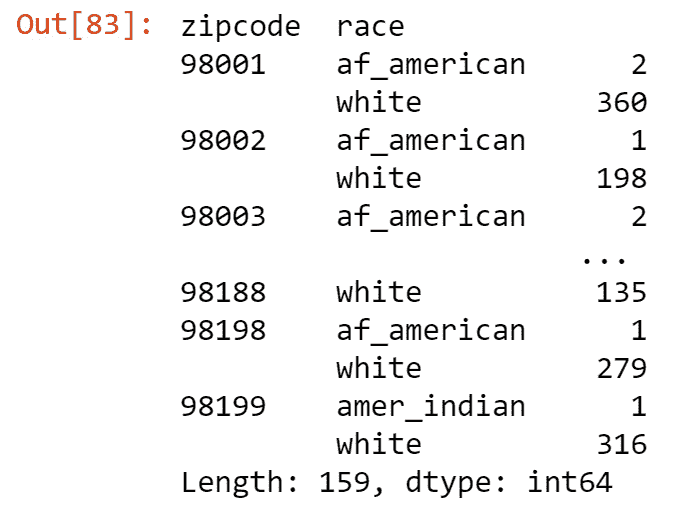 Out[83]: zipcode  race
98001    af_american      2
         white          360
98002    af_american      1
         white          198
98003    af_american      2
                       ...
98188    white          135
98198    af_american      1
         white          279
98199    amer_indian      1
         white          316
Length: 159, dtype: int64